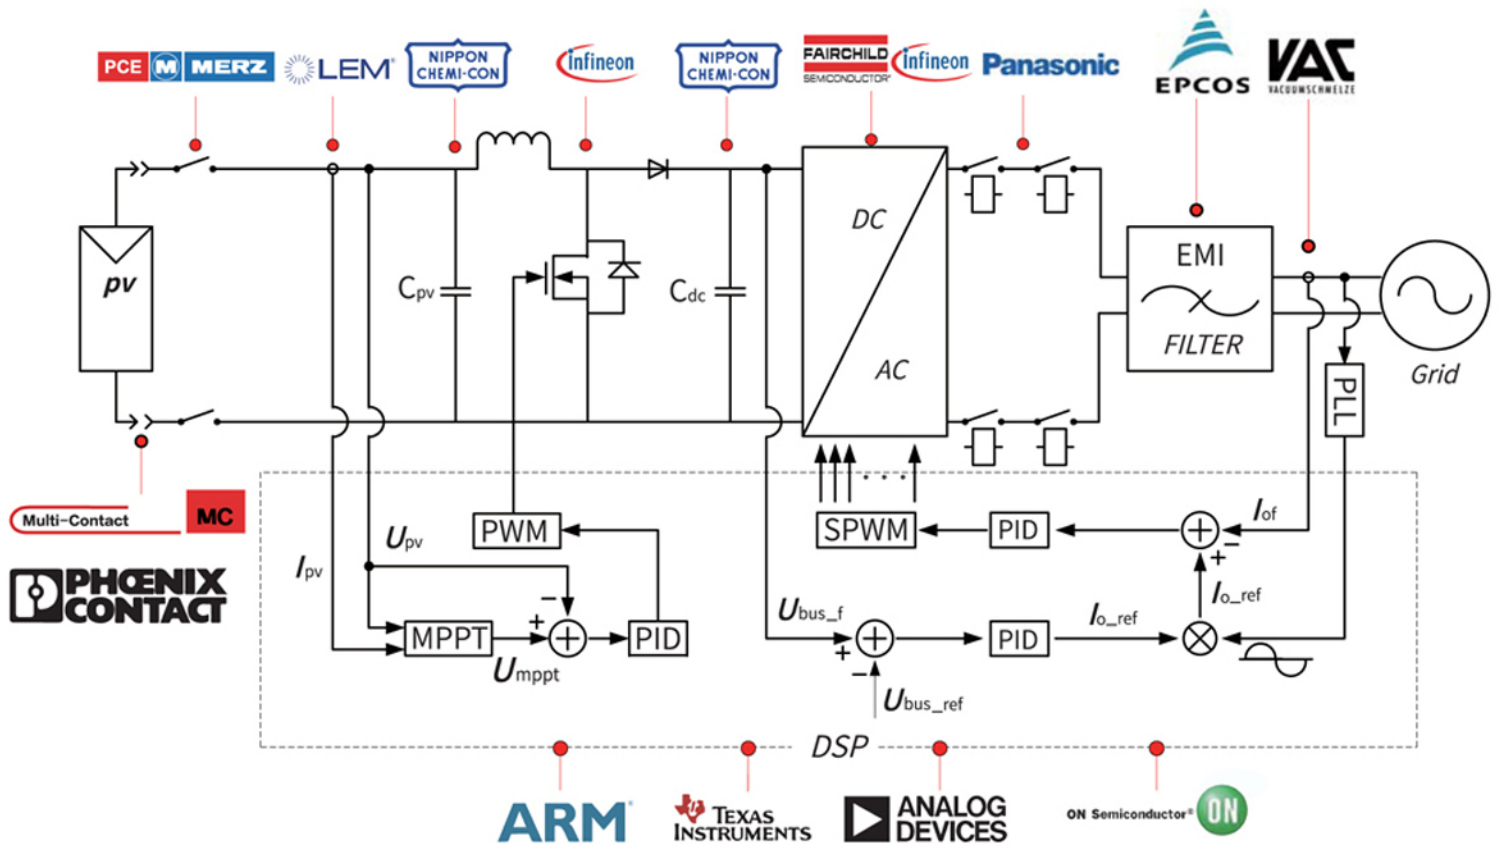 PCE M MERZ
LEM
NIPPON
CHEMI-CON
infineon
NIPPON
CHEMI-CON
FAIRCHILD
SEMICONDUCTOR
infineon
Panasonic
EPCOS
VAC
VACUUMSCHMELZE
pv
Cpv
Cdc
DC
AC
EMI
FILTER
Grid
PLL
Multi-Contact
MC
PHŒNIX
CONTACT
Ipv
Upv
PWM
MPPT
−
+
Umppt
PID
SPWM
. . .
PID
−
+
Iof
Io_ref
Ubus_f
+
−
Ubus_ref
PID
Io_ref
DSP
ARM
TEXAS
INSTRUMENTS
ANALOG
DEVICES
ON Semiconductor®
ON